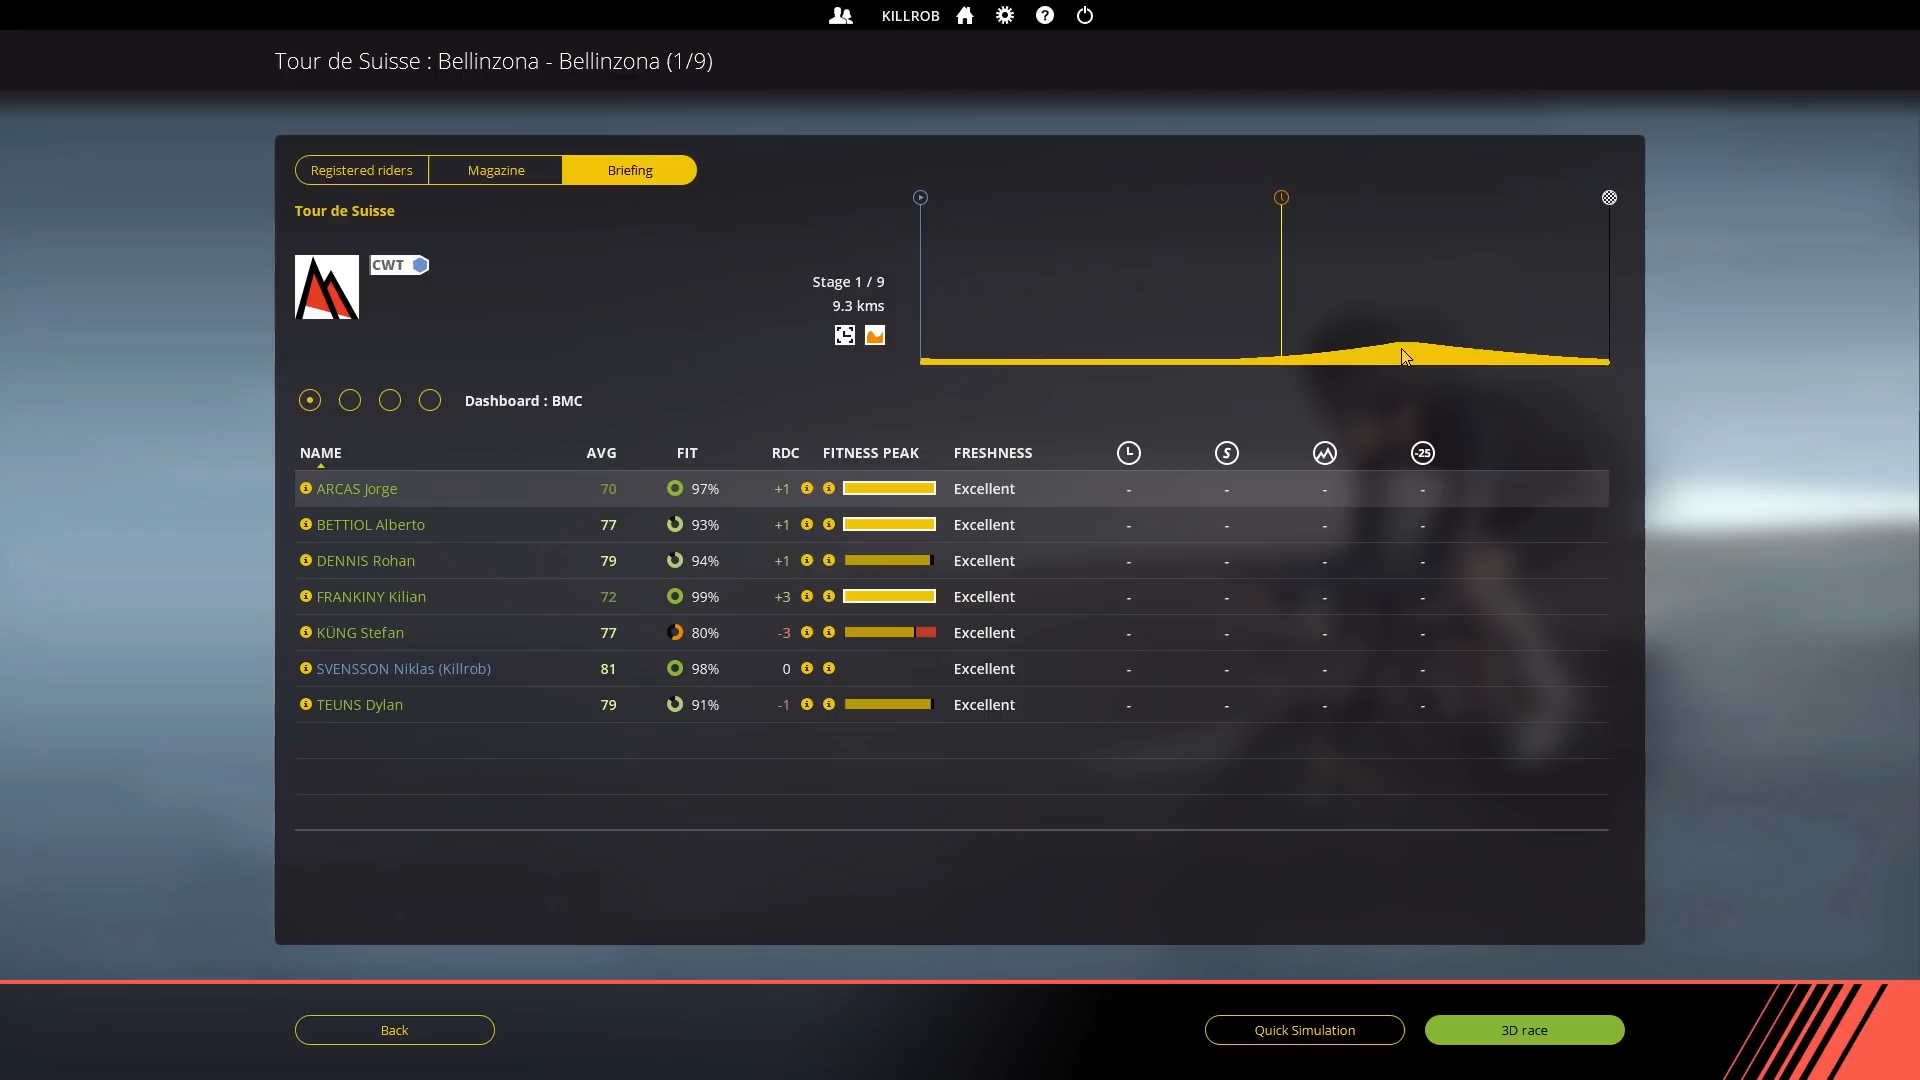 KILLROB
Tour de Suisse : Bellinzona - Bellinzona (1/9)
Registered riders Magazine Briefing
Tour de Suisse
CWT
Stage 1 / 9
9.3 kms
Dashboard : BMC
NAME AVG FIT RDC FITNESS PEAK FRESHNESS S -25
ARCAS Jorge 70 97% +1 Excellent - - - -
BETTIOL Alberto 77 93% +1 Excellent - - - -
DENNIS Rohan 79 94% +1 Excellent - - - -
FRANKINY Kilian 72 99% +3 Excellent - - - -
KÜNG Stefan 77 80% -3 Excellent - - - -
SVENSSON Niklas (Killrob) 81 98% 0 Excellent - - - -
TEUNS Dylan 79 91% -1 Excellent - - - -
Back Quick Simulation 3D race